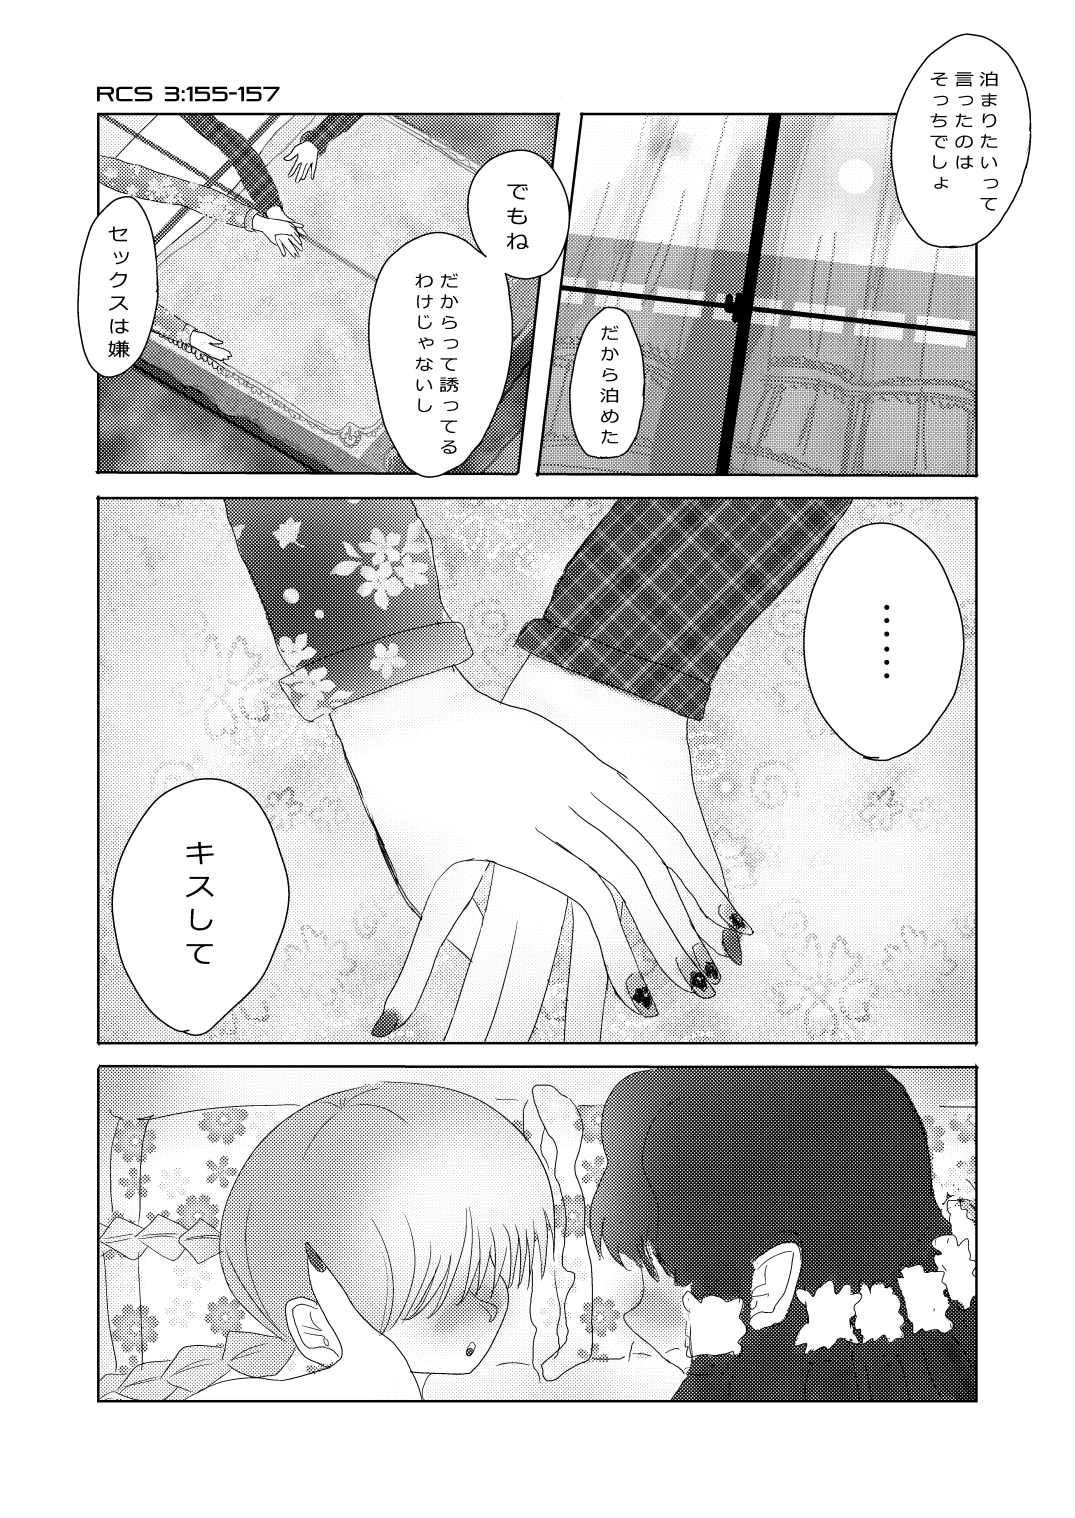 RCS 3:155-157
泊まりたいって
言ったのは
そっちでしょ
だから泊めた
でもね
だからって誘ってる
わけじゃないし
セックスは嫌
・・・・・・
キスして